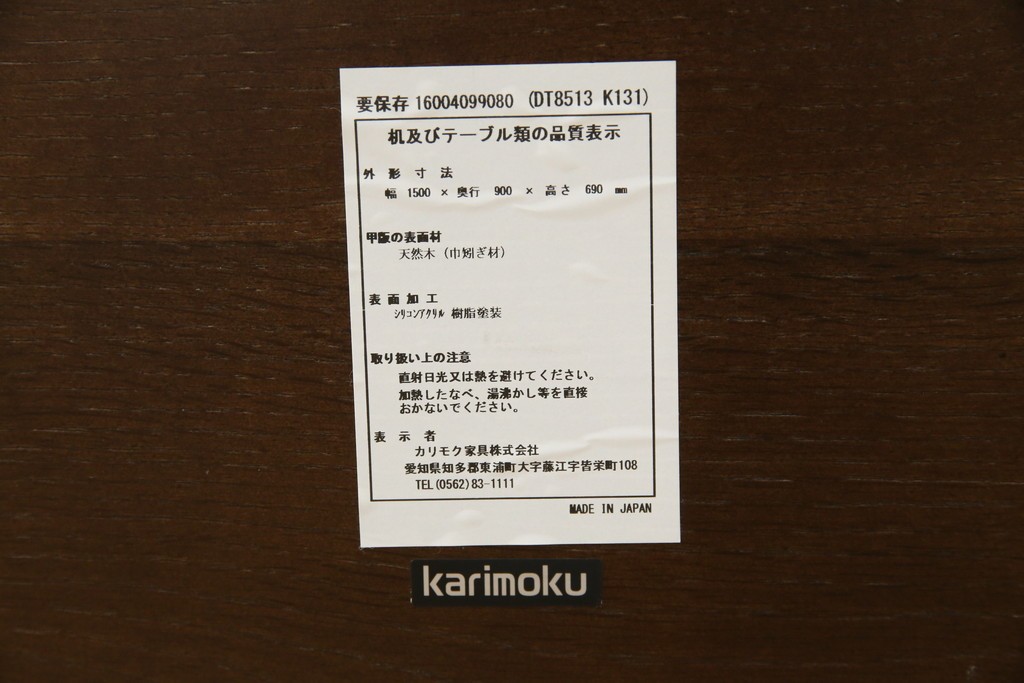 要保存 16004099080 (DT8513 K131)
机及びテーブル類の品質表示
外形寸法
幅 1500 × 奥行 900 × 高さ 690 mm
甲板の表面材
天然木(巾矧ぎ材)
表面加工
シリコンアクリル 樹脂塗装
取り扱い上の注意
直射日光又は熱を避けてください。
加熱したなべ、湯沸かし等を直接
おかないでください。
表示者
カリモク家具株式会社
愛知県知多郡東浦町大字藤江字皆栄町108
TEL(0562)83-1111
MADE IN JAPAN
karimoku